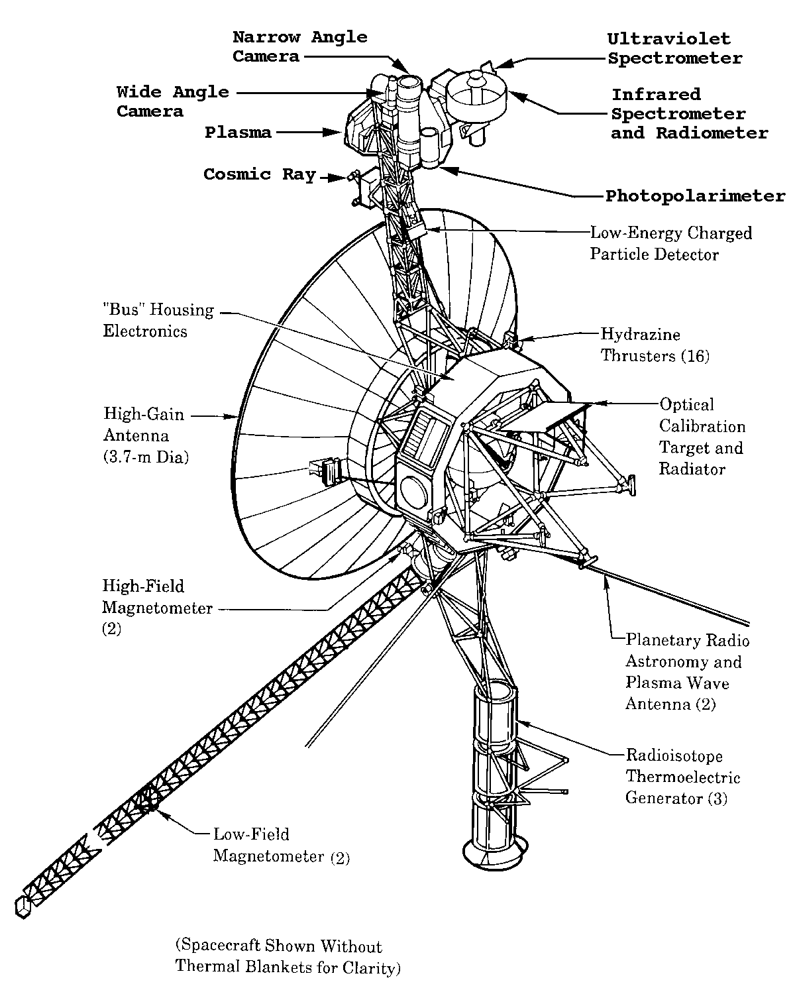 Narrow Angle
Camera
Ultraviolet
Spectrometer
Wide Angle
Camera
Infrared
Spectrometer
and Radiometer
Plasma
Cosmic Ray
Photopolarimeter
Low-Energy Charged
Particle Detector
"Bus" Housing
Electronics
Hydrazine
Thrusters (16)
High-Gain
Antenna
(3.7-m Dia)
Optical
Calibration
Target and
Radiator
High-Field
Magnetometer
(2)
Planetary Radio
Astronomy and
Plasma Wave
Antenna (2)
Radioisotope
Thermoelectric
Generator (3)
Low-Field
Magnetometer (2)
(Spacecraft Shown Without
Thermal Blankets for Clarity)